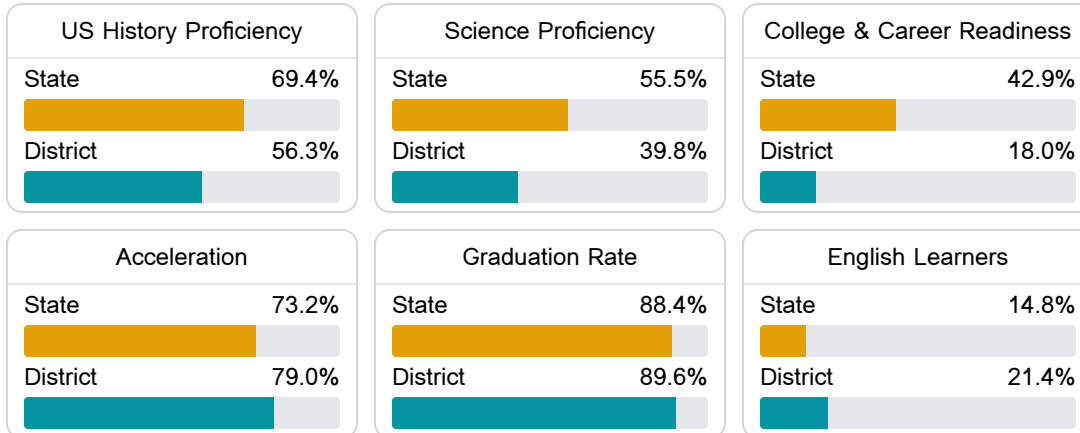 US History Proficiency
State 69.4%
District 56.3%
Science Proficiency
State 55.5%
District 39.8%
College & Career Readiness
State 42.9%
District 18.0%
Acceleration
State 73.2%
District 79.0%
Graduation Rate
State 88.4%
District 89.6%
English Learners
State 14.8%
District 21.4%